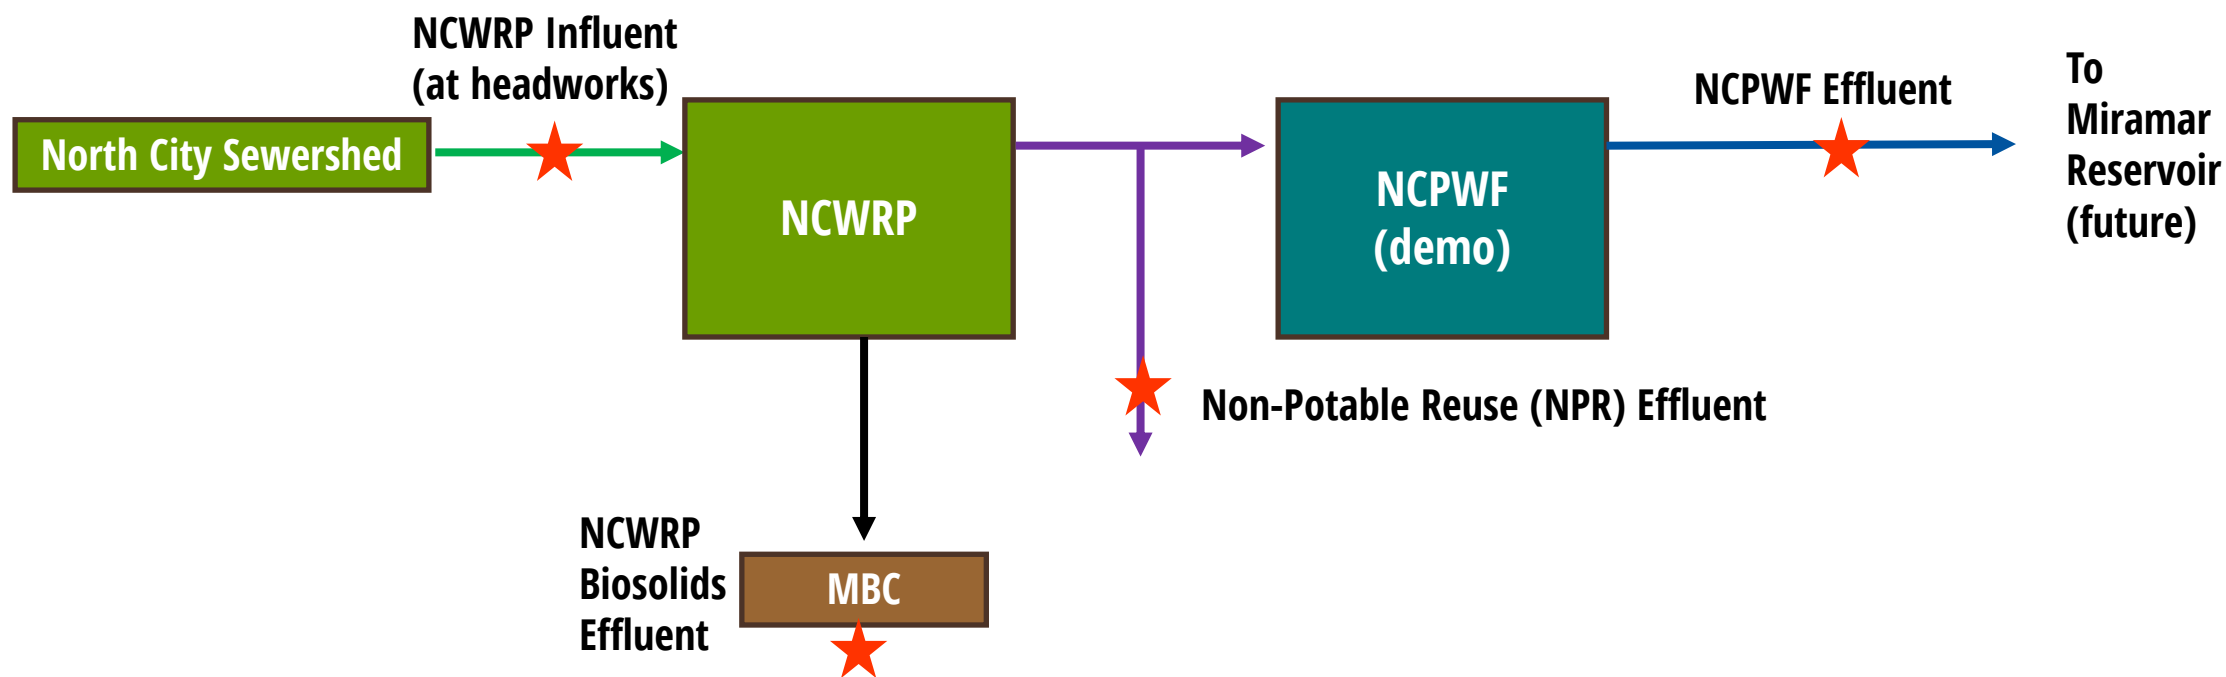 NCWRP Influent
(at headworks)
North City Sewershed
NCWRP
NCPWF
(demo)
NCPWF Effluent
To
Miramar
Reservoir
(future)
Non-Potable Reuse (NPR) Effluent
NCWRP
Biosolids
Effluent
MBC